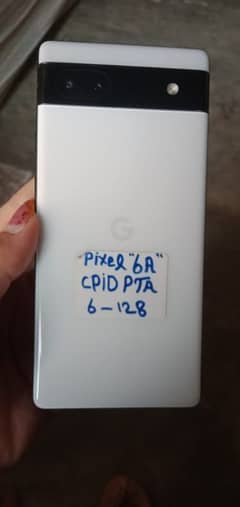 G
Pixel "6A"
CPiD PTA
6-128